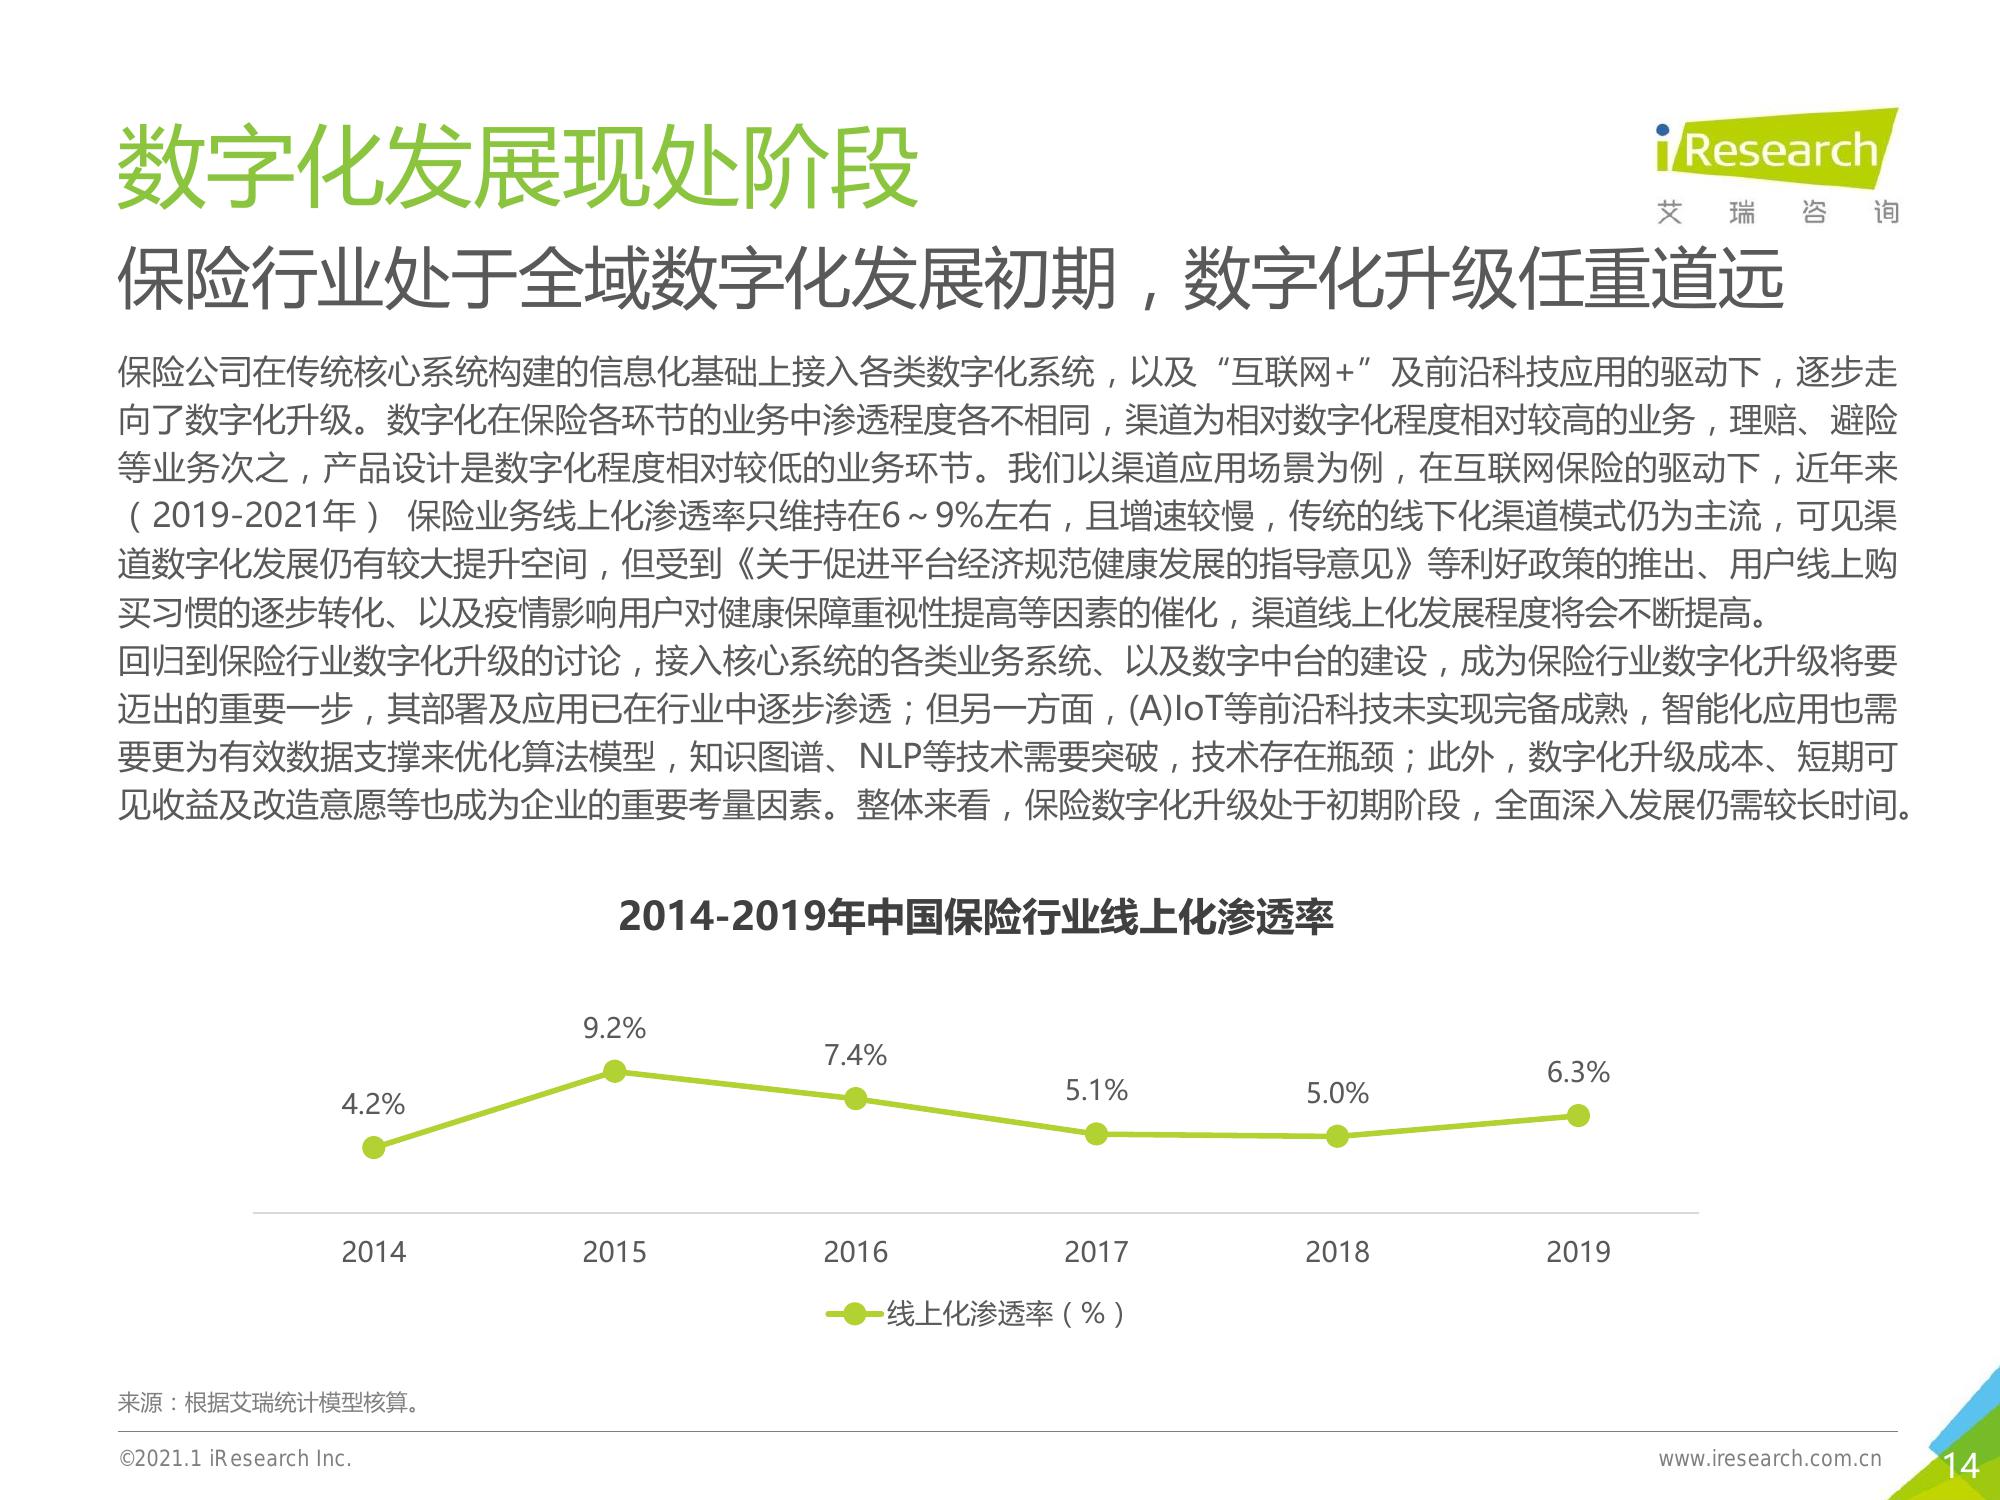 数字化发展现处阶段
iResearch
艾瑞咨询
保险行业处于全域数字化发展初期，数字化升级任重道远
保险公司在传统核心系统构建的信息化基础上接入各类数字化系统，以及“互联网+”及前沿科技应用的驱动下，逐步走
向了数字化升级。数字化在保险各环节的业务中渗透程度各不相同，渠道为相对数字化程度相对较高的业务，理赔、避险
等业务次之，产品设计是数字化程度相对较低的业务环节。我们以渠道应用场景为例，在互联网保险的驱动下，近年来
（2019-2021年） 保险业务线上化渗透率只维持在6～9%左右，且增速较慢，传统的线下化渠道模式仍为主流，可见渠
道数字化发展仍有较大提升空间，但受到《关于促进平台经济规范健康发展的指导意见》等利好政策的推出、用户线上购
买习惯的逐步转化、以及疫情影响用户对健康保障重视性提高等因素的催化，渠道线上化发展程度将会不断提高。
回归到保险行业数字化升级的讨论，接入核心系统的各类业务系统、以及数字中台的建设，成为保险行业数字化升级将要
迈出的重要一步，其部署及应用已在行业中逐步渗透；但另一方面，(A)IoT等前沿科技未实现完备成熟，智能化应用也需
要更为有效数据支撑来优化算法模型，知识图谱、NLP等技术需要突破，技术存在瓶颈；此外，数字化升级成本、短期可
见收益及改造意愿等也成为企业的重要考量因素。整体来看，保险数字化升级处于初期阶段，全面深入发展仍需较长时间。
2014-2019年中国保险行业线上化渗透率
4.2%
9.2%
7.4%
5.1%
5.0%
6.3%
2014
2015
2016
2017
2018
2019
线上化渗透率（%）
来源：根据艾瑞统计模型核算。
©2021.1 iResearch Inc.
www.iresearch.com.cn
14